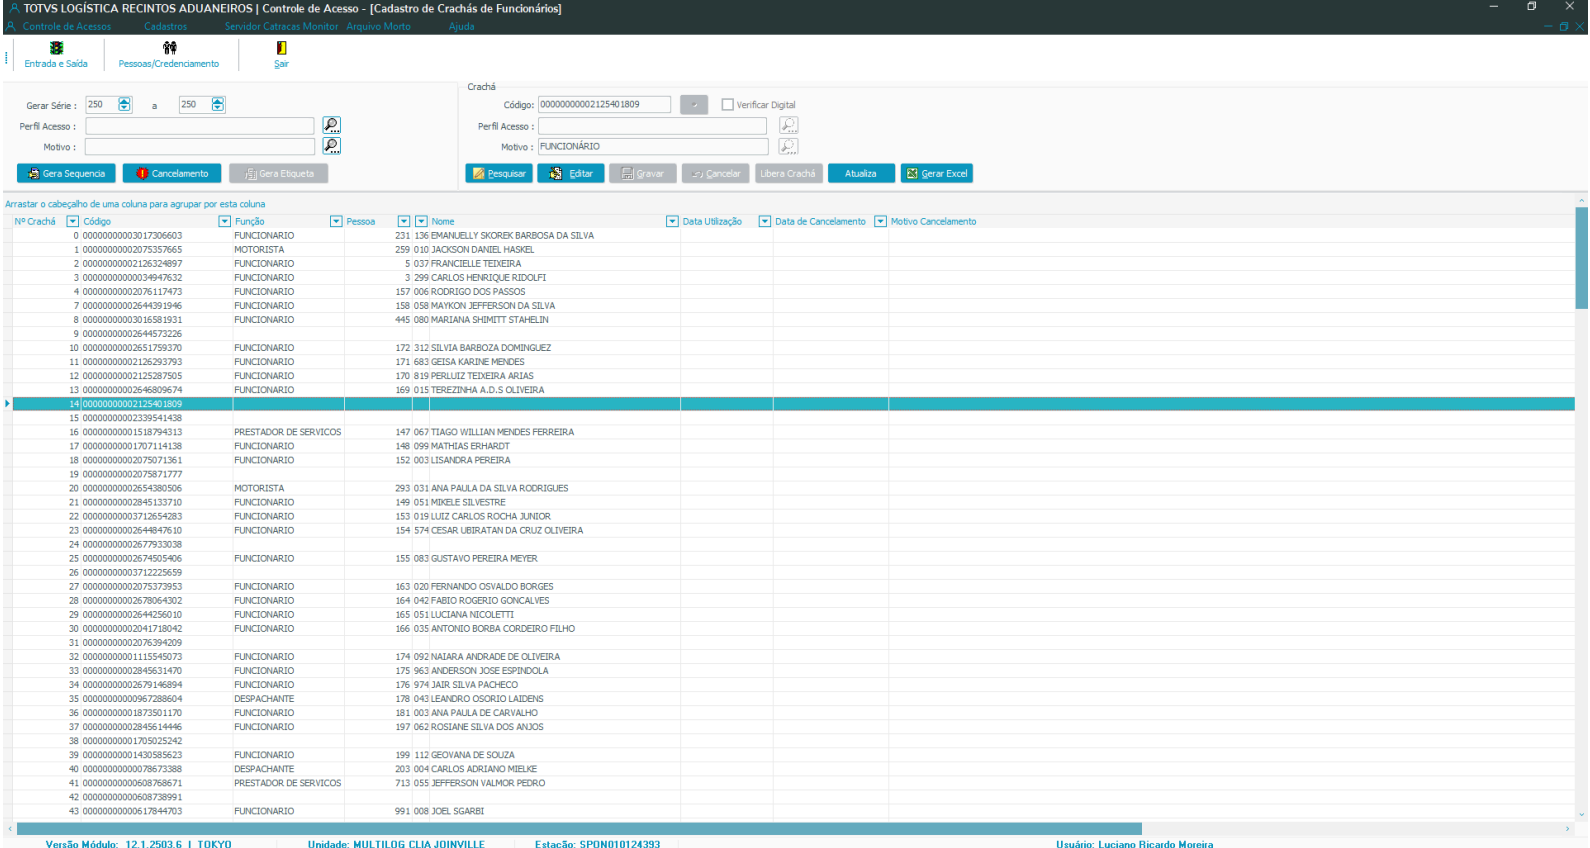 TOTVS LOGÍSTICA RECINTOS ADUANEIROS | Controle de Acesso - [Cadastro de Crachás de Funcionários]
Controle de Acessos Cadastros Servidor Catracas Monitor Arquivo Morto Ajuda
Entrada e Saída Pessoas/Credenciamento Sair
Crachá
Gerar Série : 250 a 250 Código: 00000000002125401809 Verificar Digital
Perfil Acesso : Perfil Acesso :
Motivo : Motivo : FUNCIONÁRIO
Gera Sequencia Cancelamento Gera Etiqueta Pesquisar Editar Gravar Cancelar Libera Crachá Atualiza Gerar Excel
Arrastar o cabeçalho de uma coluna para agrupar por esta coluna
Nº Crachá Código Função Pessoa Nome Data Utilização Data de Cancelamento Motivo Cancelamento
0 00000000003017306603 FUNCIONARIO 231 136 EMANUELLY SKOREK BARBOSA DA SILVA
1 00000000002075357665 MOTORISTA 259 010 JACKSON DANIEL HASKEL
2 00000000002126324897 FUNCIONARIO 5 037 FRANCIELLE TEIXEIRA
3 00000000000034947632 FUNCIONARIO 3 299 CARLOS HENRIQUE RIDOLFI
4 00000000002076117473 FUNCIONARIO 157 006 RODRIGO DOS PASSOS
7 00000000002644391946 FUNCIONARIO 158 058 MAYKON JEFFERSON DA SILVA
8 00000000003016581931 FUNCIONARIO 445 080 MARIANA SHIMITT STAHELIN
9 00000000002644573226
10 00000000002651759370 FUNCIONARIO 172 312 SILVIA BARBOZA DOMINGUEZ
11 00000000002126293793 FUNCIONARIO 171 683 GEISA KARINE MENDES
12 00000000002125287505 FUNCIONARIO 170 819 PERLUIZ TEIXEIRA ARIAS
13 00000000002646809674 FUNCIONARIO 169 015 TEREZINHA A.D.S OLIVEIRA
14 00000000002125401809
15 00000000002339541438
16 00000000001518794313 PRESTADOR DE SERVICOS 147 067 TIAGO WILLIAN MENDES FERREIRA
17 00000000001707114138 FUNCIONARIO 148 099 MATHIAS ERHARDT
18 00000000002075071361 FUNCIONARIO 152 003 LISANDRA PEREIRA
19 00000000002075871777
20 00000000002654380506 MOTORISTA 293 031 ANA PAULA DA SILVA RODRIGUES
21 00000000002845133710 FUNCIONARIO 149 051 MIKELE SILVESTRE
22 00000000003712654283 FUNCIONARIO 153 019 LUIZ CARLOS ROCHA JUNIOR
23 00000000002644847610 FUNCIONARIO 154 574 CESAR UBIRATAN DA CRUZ OLIVEIRA
24 00000000002677933038
25 00000000002674505406 FUNCIONARIO 155 083 GUSTAVO PEREIRA MEYER
26 00000000003712225659
27 00000000002075373953 FUNCIONARIO 163 020 FERNANDO OSVALDO BORGES
28 00000000002678064302 FUNCIONARIO 164 042 FABIO ROGERIO GONCALVES
29 00000000002644256010 FUNCIONARIO 165 051 LUCIANA NICOLETTI
30 00000000002041718042 FUNCIONARIO 166 035 ANTONIO BORBA CORDEIRO FILHO
31 00000000002076394209
32 00000000001115545073 FUNCIONARIO 174 092 NAIARA ANDRADE DE OLIVEIRA
33 00000000002845631470 FUNCIONARIO 175 963 ANDERSON JOSE ESPINDOLA
34 00000000002679146894 FUNCIONARIO 176 974 JAIR SILVA PACHECO
35 00000000000967288604 DESPACHANTE 178 043 LEANDRO OSORIO LAIDENS
36 00000000001873501170 FUNCIONARIO 181 003 ANA PAULA DE CARVALHO
37 00000000002845614446 FUNCIONARIO 197 062 ROSIANE SILVA DOS ANJOS
38 00000000001705025242
39 00000000001430585623 FUNCIONARIO 199 112 GEOVANA DE SOUZA
40 00000000000078673388 DESPACHANTE 203 004 CARLOS ADRIANO MIELKE
41 00000000000608768671 PRESTADOR DE SERVICOS 713 055 JEFFERSON VALMOR PEDRO
42 00000000000608738991
43 00000000000617844703 FUNCIONARIO 991 008 JOEL SGARBI
Versão Módulo: 12.1.2503.6 | TOKYO Unidade: MULTILOG CLIA JOINVILLE Estação: SPON010124393 Usuário: Luciano Ricardo Moreira